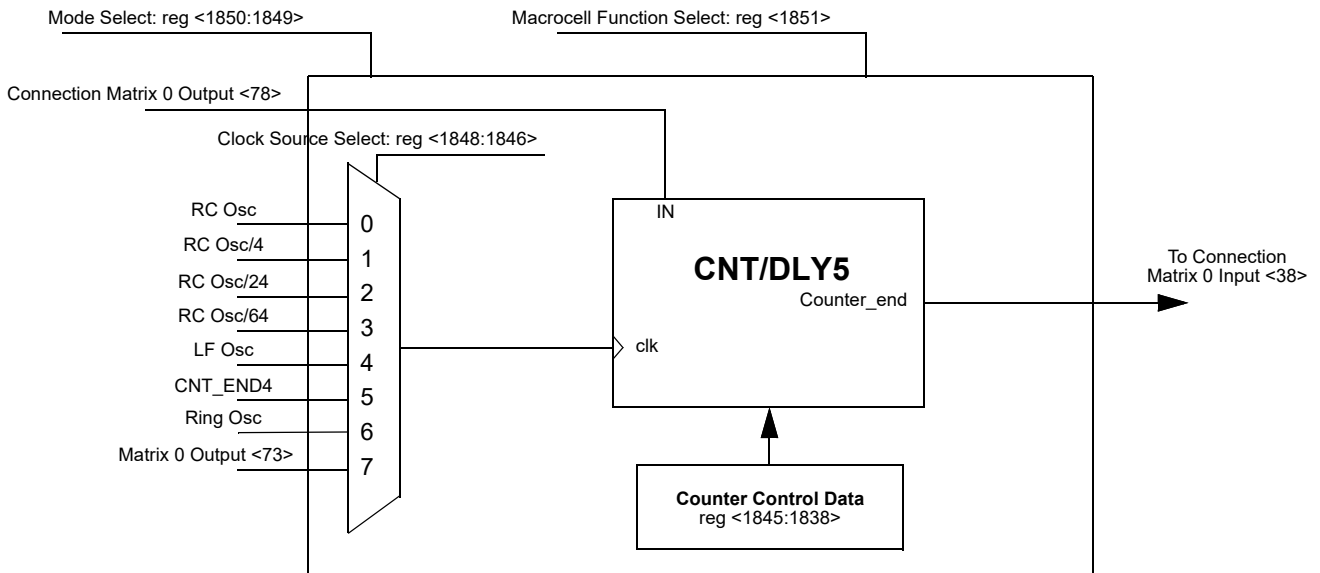 Mode Select: reg <1850:1849>
Macrocell Function Select: reg <1851>
Connection Matrix 0 Output <78>
Clock Source Select: reg <1848:1846>
RC Osc
0
RC Osc/4
1
RC Osc/24
2
RC Osc/64
3
LF Osc
4
CNT_END4
5
Ring Osc
6
Matrix 0 Output <73>
7
IN
CNT/DLY5
Counter_end
clk
To Connection
Matrix 0 Input <38>
Counter Control Data
reg <1845:1838>